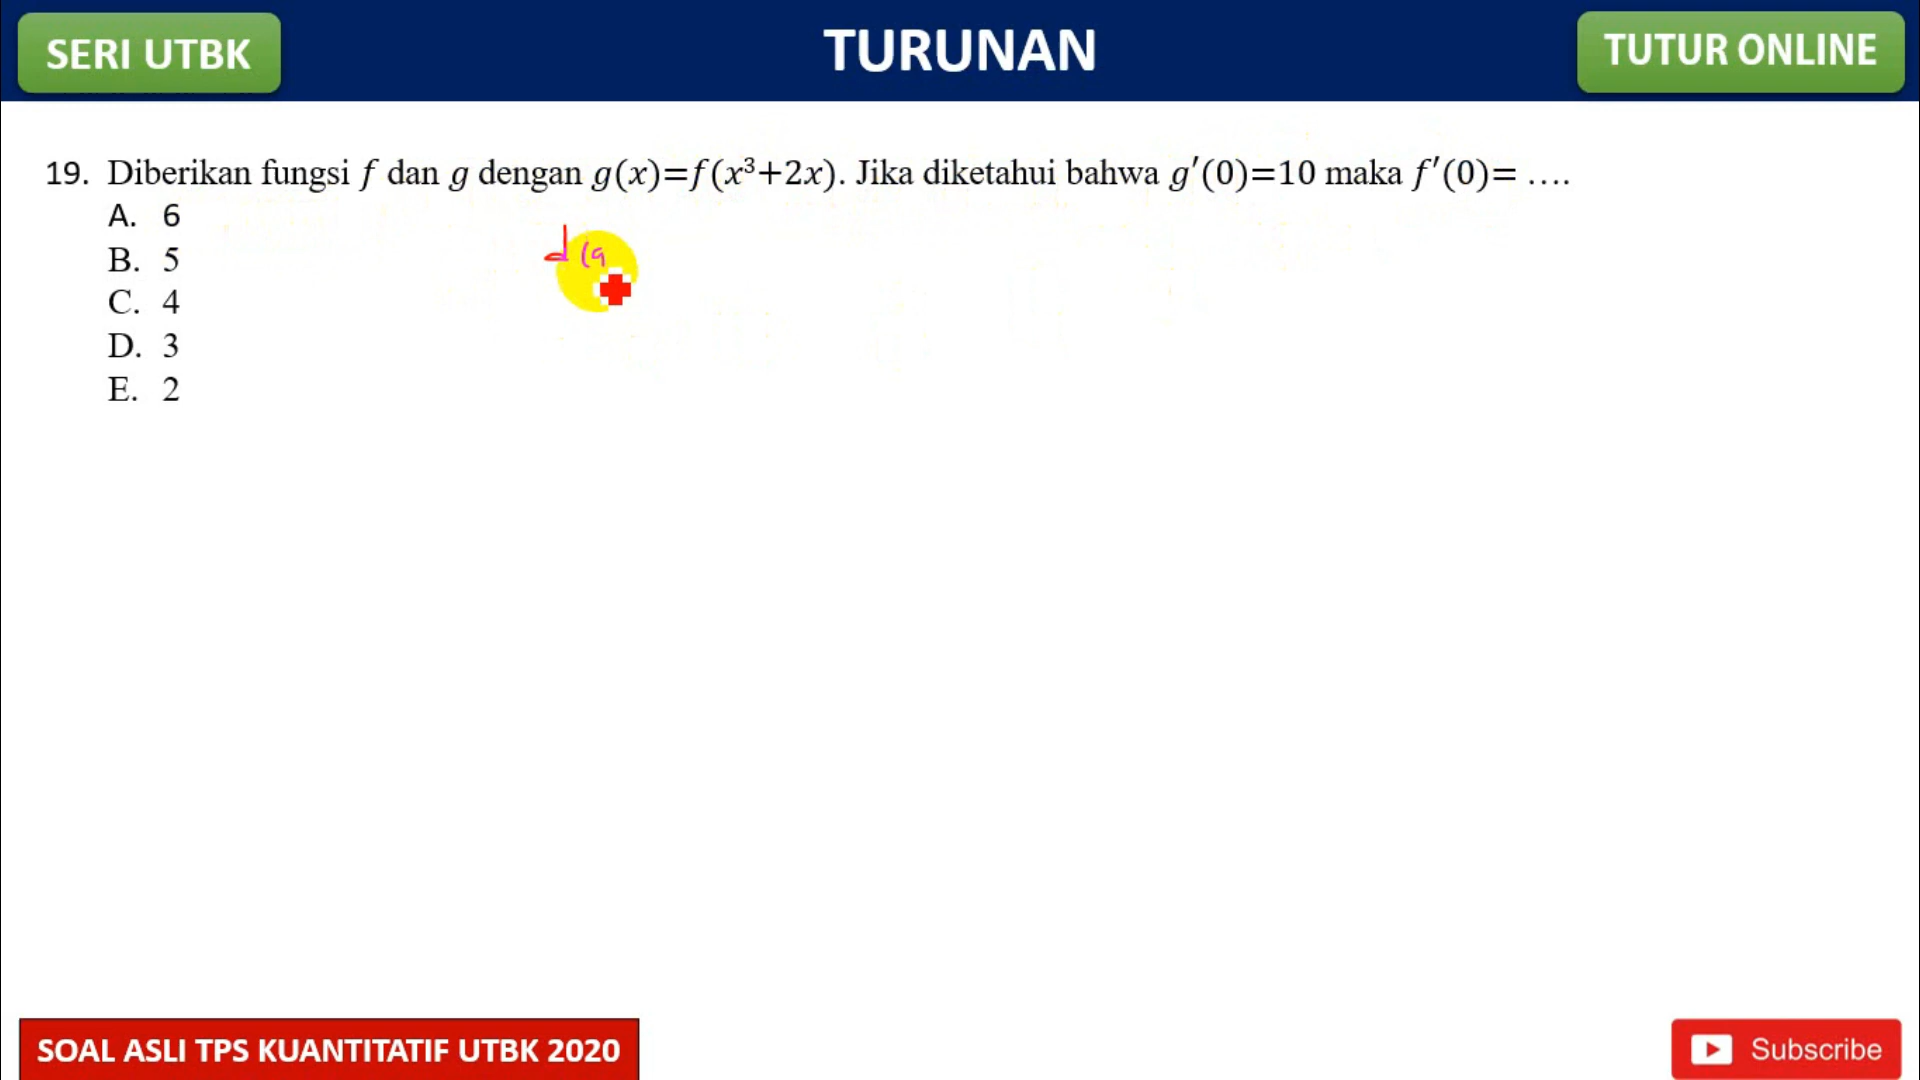 SERI UTBK
TURUNAN
TUTUR ONLINE
19. Diberikan fungsi f dan g dengan g(x)=f(x³+2x). Jika diketahui bahwa g′(0)=10 maka f′(0)= ....
A. 6
B. 5
C. 4
D. 3
E. 2
d (g
SOAL ASLI TPS KUANTITATIF UTBK 2020
Subscribe